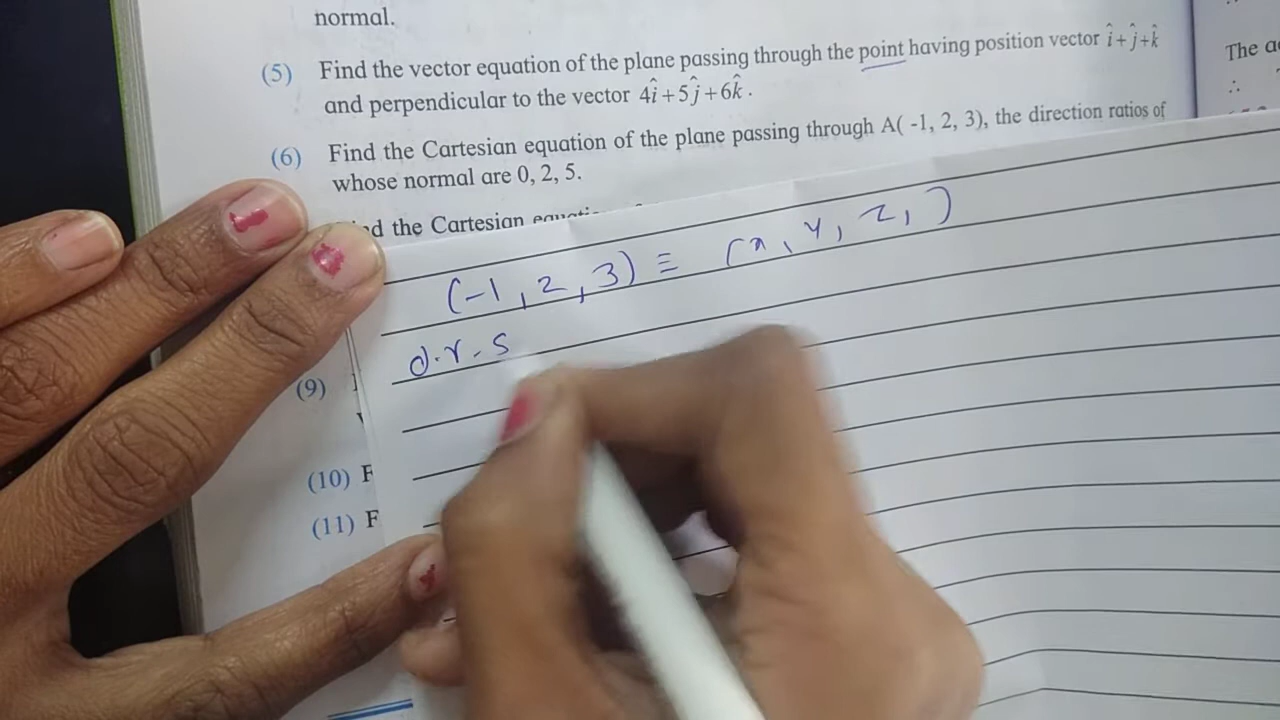 normal.
(5) Find the vector equation of the plane passing through the point having position vector î+ĵ+k̂
and perpendicular to the vector 4î+5ĵ+6k̂.
(6) Find the Cartesian equation of the plane passing through A( -1, 2, 3), the direction ratios of
whose normal are 0, 2, 5.
the Cartesian
(-1, 2, 3) ≡ (x, y, z, )
d.r.s
(9)
(10) F
(11) F
The
∴